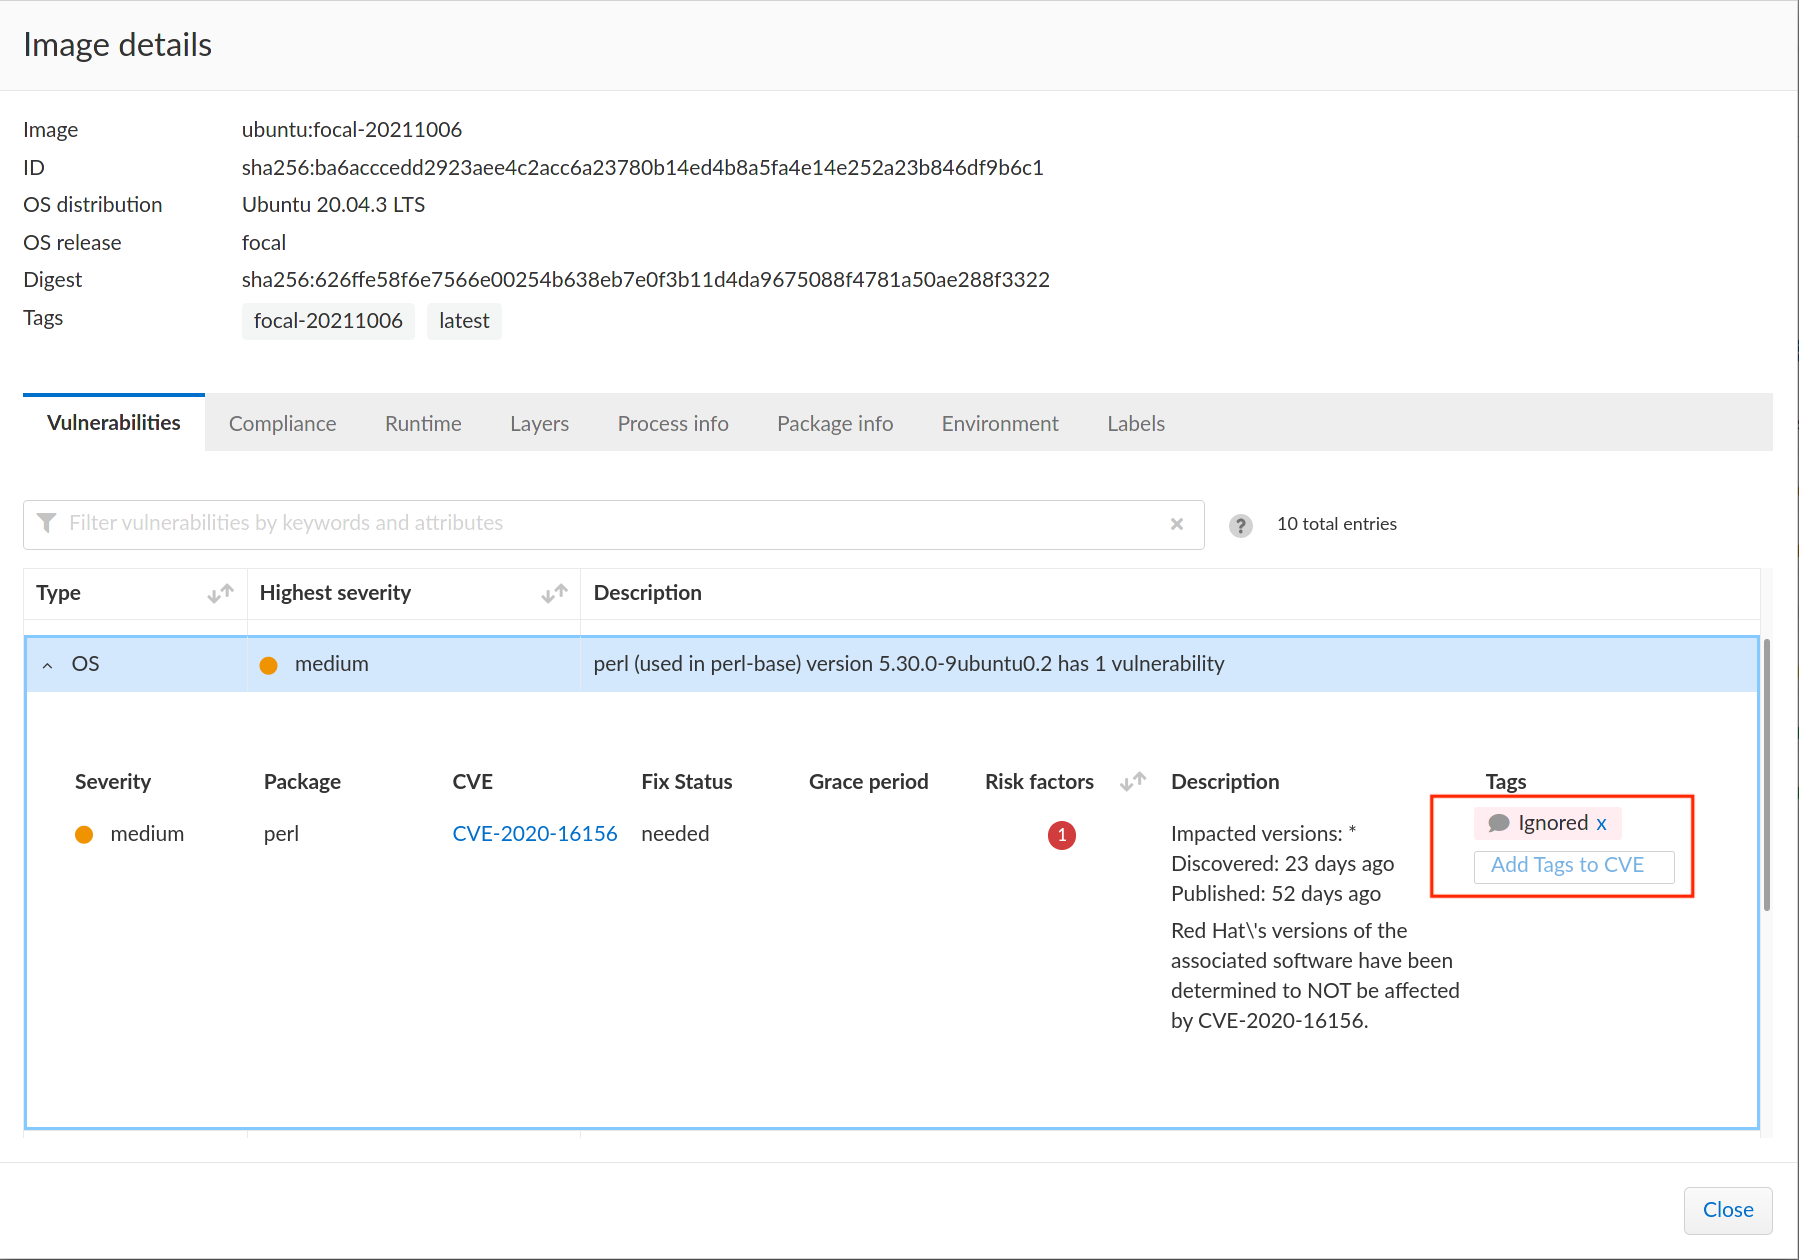 Image details
Image ubuntu:focal-20211006
ID sha256:ba6acccedd2923aee4c2acc6a23780b14ed4b8a5fa4e14e252a23b846df9b6c1
OS distribution Ubuntu 20.04.3 LTS
OS release focal
Digest sha256:626ffe58f6e7566e00254b638eb7e0f3b11d4da9675088f4781a50ae288f3322
Tags focal-20211006 latest
Vulnerabilities Compliance Runtime Layers Process info Package info Environment Labels
Filter vulnerabilities by keywords and attributes × ? 10 total entries
Type Highest severity Description
OS medium perl (used in perl-base) version 5.30.0-9ubuntu0.2 has 1 vulnerability
Severity Package CVE Fix Status Grace period Risk factors Description Tags
Ignored x
medium perl CVE-2020-16156 needed 1 Impacted versions: *
Add Tags to CVE
Discovered: 23 days ago
Published: 52 days ago
Red Hat\'s versions of the
associated software have been
determined to NOT be affected
by CVE-2020-16156.
Close